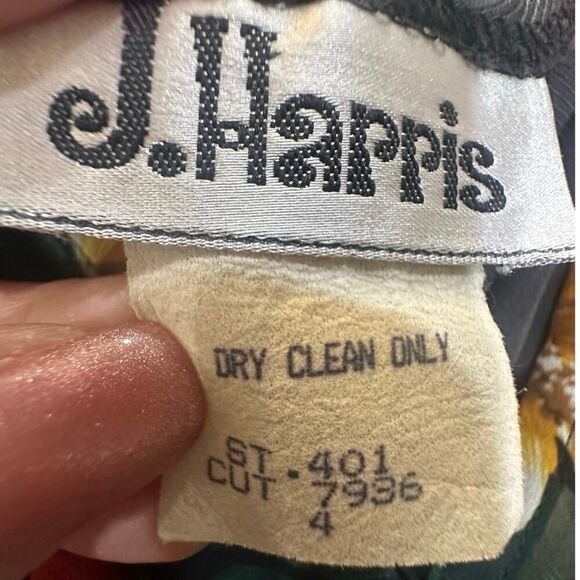 J.Harris
DRY CLEAN ONLY
ST.401
CUT 7936
4